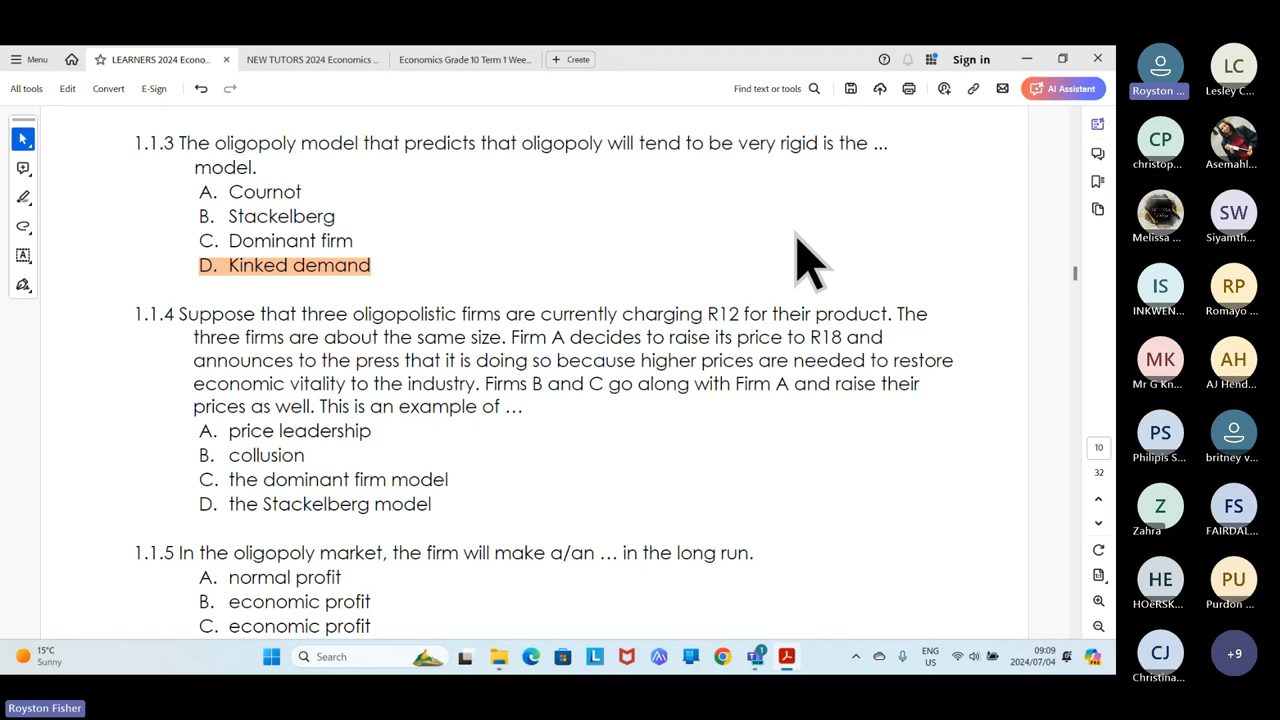 Menu
LEARNERS 2024 Econo...
NEW TUTORS 2024 Economics ...
Economics Grade 10 Term 1 Wee...
Create
Sign in
All tools
Edit
Convert
E-Sign
Find text or tools
AI Assistant
1.1.3 The oligopoly model that predicts that oligopoly will tend to be very rigid is the ...
model.
A. Cournot
B. Stackelberg
C. Dominant firm
D. Kinked demand
1.1.4 Suppose that three oligopolistic firms are currently charging R12 for their product. The
three firms are about the same size. Firm A decides to raise its price to R18 and
announces to the press that it is doing so because higher prices are needed to restore
economic vitality to the industry. Firms B and C go along with Firm A and raise their
prices as well. This is an example of …
A. price leadership
B. collusion
C. the dominant firm model
D. the Stackelberg model
1.1.5 In the oligopoly market, the firm will make a/an … in the long run.
A. normal profit
B. economic profit
C. economic profit
10
32
15°C
Sunny
Search
ENG
US
09:09
2024/07/04
Royston ...
LC
Lesley C...
CP
christop...
Asemahl...
Melissa ...
SW
Siyamth...
IS
INKWEN...
RP
Romayo ...
MK
Mr G Kn...
AH
AJ Hend...
PS
Philipis S...
britney v...
Z
Zahra
FS
FAIRDAL...
HE
HOëRSK...
PU
Purdon ...
CJ
Christina...
+9
Royston Fisher